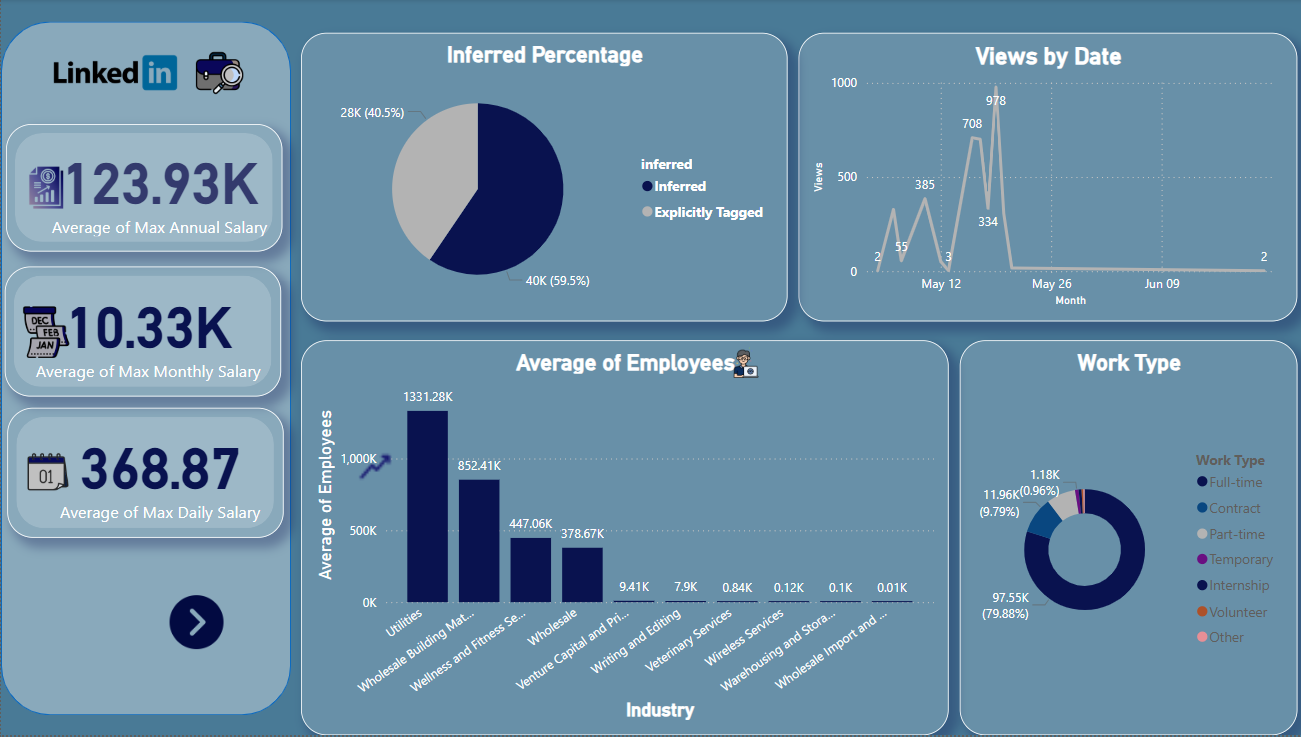 Linked in
123.93K
Average of Max Annual Salary
DEC
FEB
JAN
10.33K
Average of Max Monthly Salary
01
368.87
Average of Max Daily Salary
Inferred Percentage
28K (40.5%)
40K (59.5%)
inferred
Inferred
Explicitly Tagged
Views by Date
Views
1000
500
0
2
55
385
3
708
334
978
2
May 12
May 26
Jun 09
Month
Average of Employees
Average of Employees
1,000K
500K
0K
1331.28K
852.41K
447.06K
378.67K
9.41K
7.9K
0.84K
0.12K
0.1K
0.01K
Utilities
Wholesale Building Mat...
Wellness and Fitness Se...
Wholesale
Venture Capital and Pri...
Writing and Editing
Veterinary Services
Wireless Services
Warehousing and Stora...
Wholesale Import and ...
Industry
Work Type
1.18K
(0.96%)
11.96K
(9.79%)
97.55K
(79.88%)
Work Type
Full-time
Contract
Part-time
Temporary
Internship
Volunteer
Other